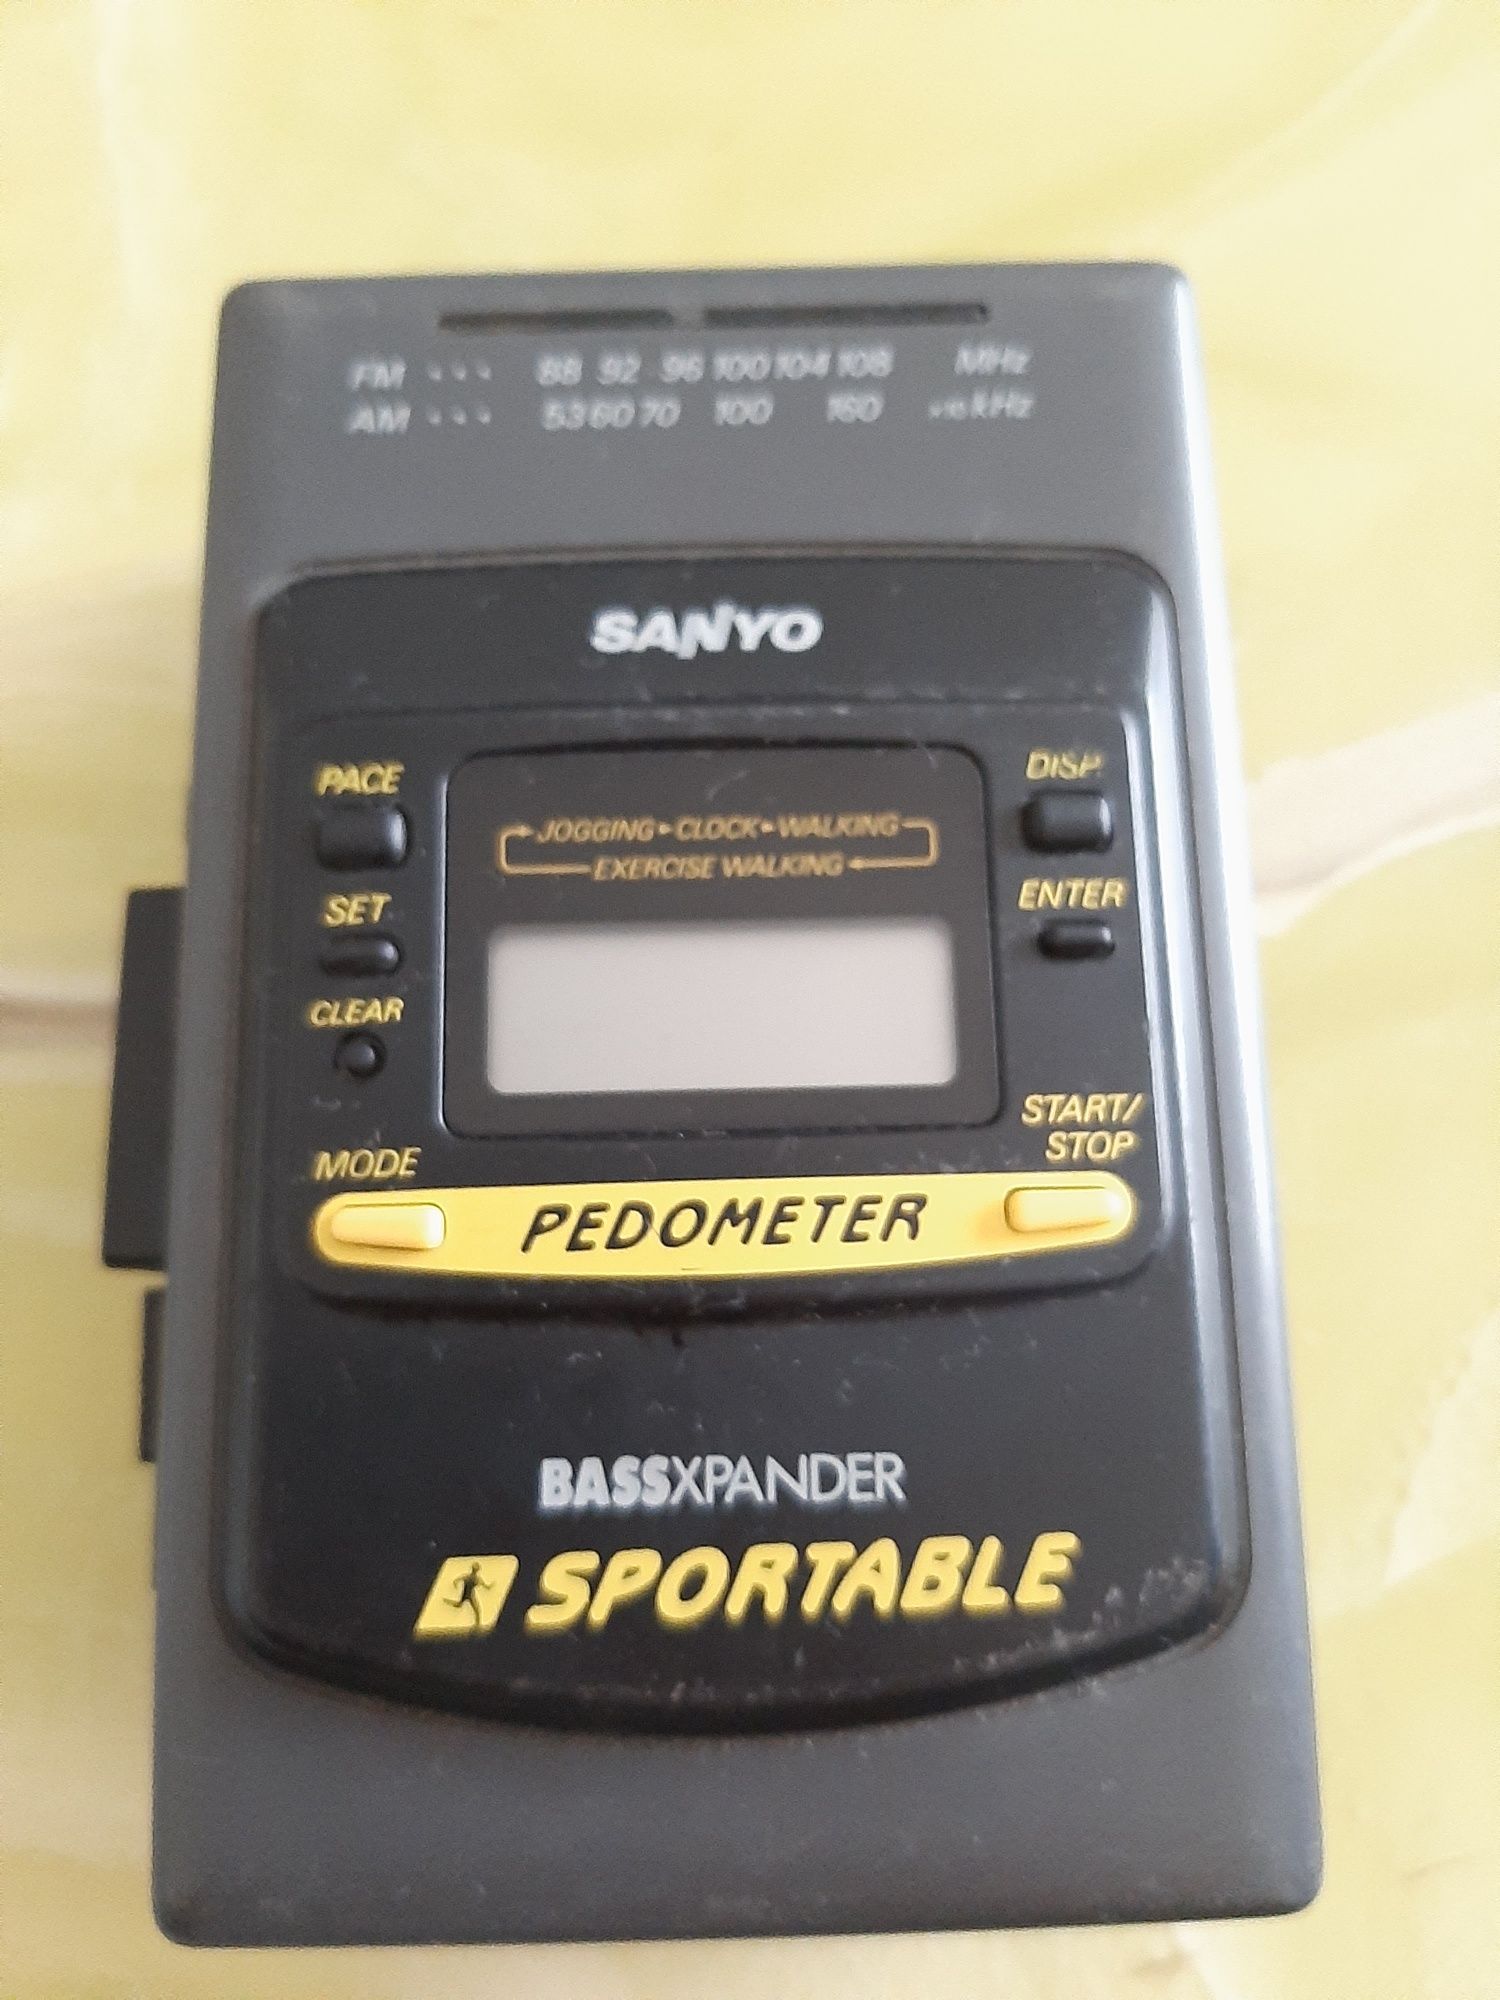 FM 88 92 96 100 104 108 MHz
AM 53 60 70 100 160 ×10kHz
SANYO
PACE
DISP.
JOGGING CLOCK WALKING
EXERCISE WALKING
SET
ENTER
CLEAR
START/
STOP
MODE
PEDOMETER
BASSXPANDER
SPORTABLE